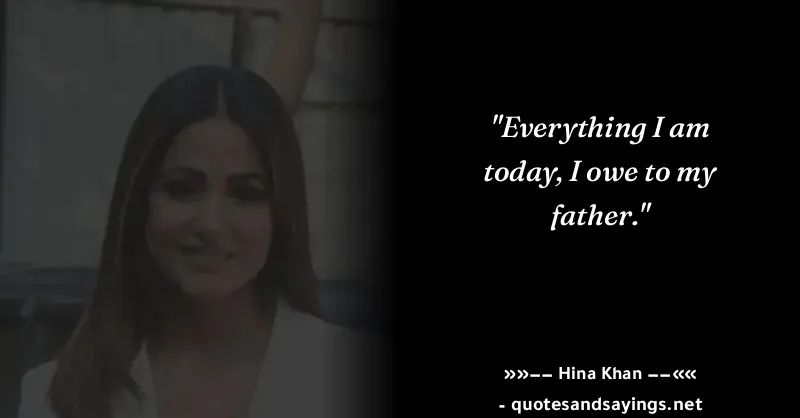 "Everything I am
today, I owe to my
father."
»»–– Hina Khan ––««
- quotesandsayings.net